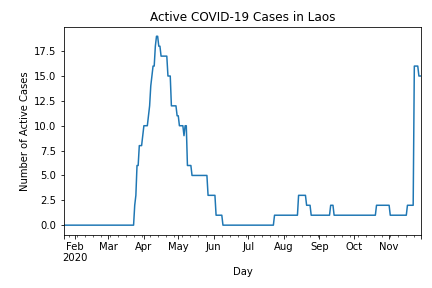 Active COVID-19 Cases in Laos
Number of Active Cases
17.5
15.0
12.5
10.0
7.5
5.0
2.5
0.0
Feb Mar Apr May Jun Jul Aug Sep Oct Nov
2020
Day